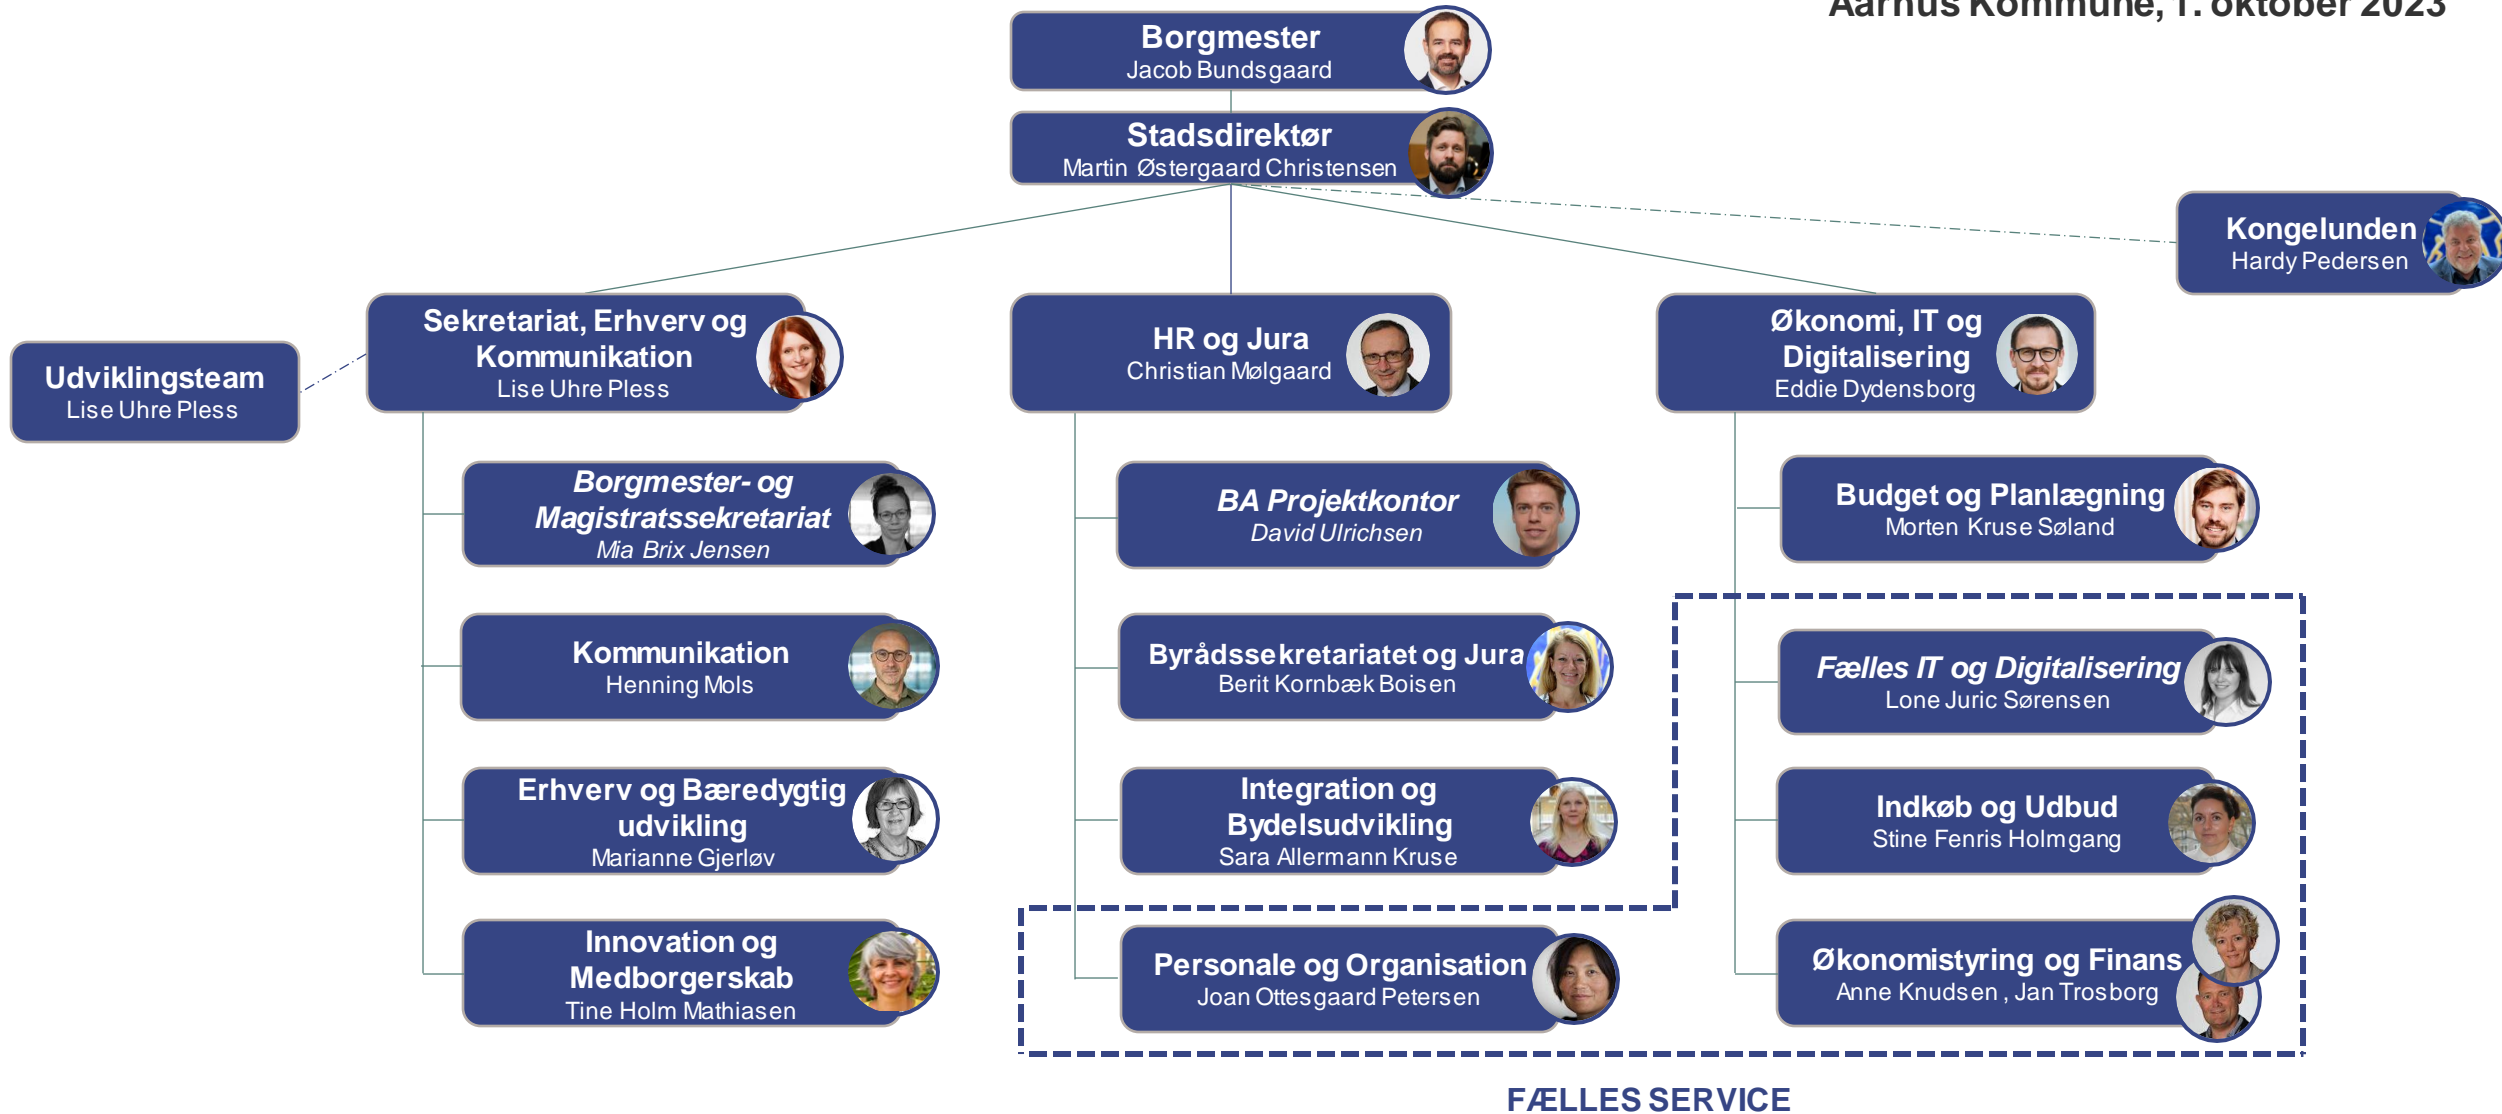 Aarhus Kommune, 1. oktober 2023
Borgmester
Jacob Bundsgaard
Stadsdirektør
Martin Østergaard Christensen
Kongelunden
Hardy Pedersen
Udviklingsteam
Lise Uhre Pless
Sekretariat, Erhverv og
Kommunikation
Lise Uhre Pless
Borgmester- og
Magistratssekretariat
Mia Brix Jensen
Kommunikation
Henning Mols
Erhverv og Bæredygtig
udvikling
Marianne Gjerløv
Innovation og
Medborgerskab
Tine Holm Mathiasen
HR og Jura
Christian Mølgaard
BA Projektkontor
David Ulrichsen
Byrådssekretariatet og Jura
Berit Kornbæk Boisen
Integration og
Bydelsudvikling
Sara Allermann Kruse
Personale og Organisation
Joan Ottesgaard Petersen
Økonomi, IT og
Digitalisering
Eddie Dydensborg
Budget og Planlægning
Morten Kruse Søland
Fælles IT og Digitalisering
Lone Juric Sørensen
Indkøb og Udbud
Stine Fenris Holmgang
Økonomistyring og Finans
Anne Knudsen , Jan Trosborg
FÆLLES SERVICE